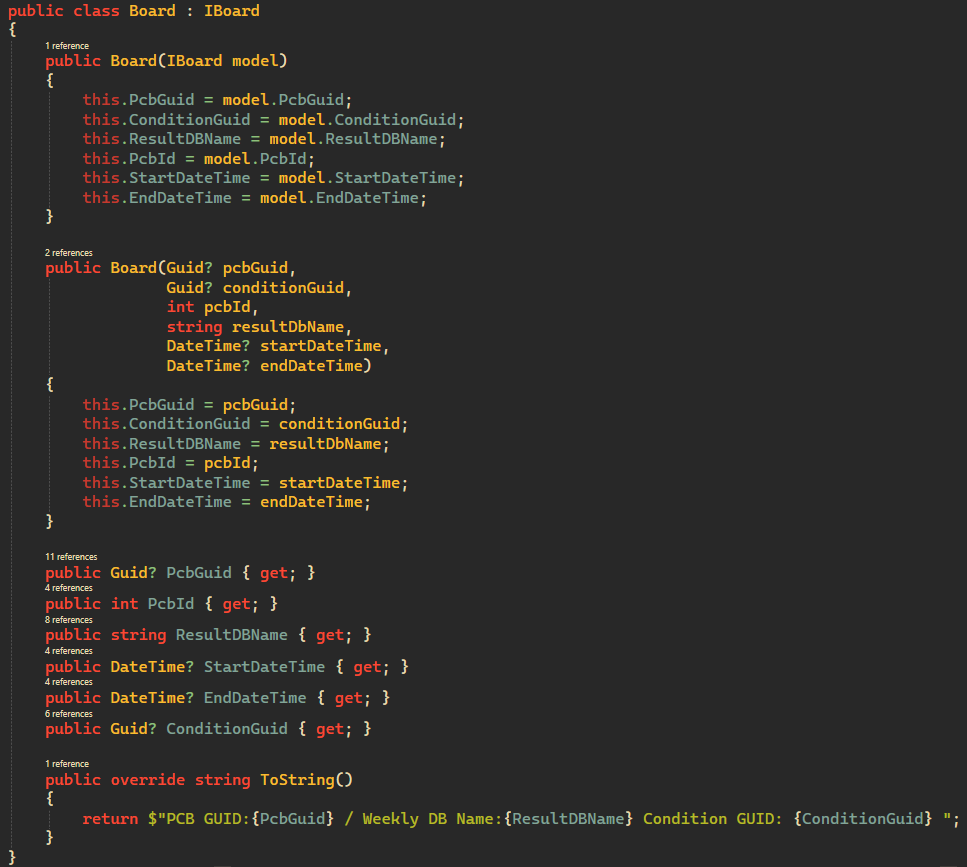 public class Board : IBoard
{
1 reference
public Board(IBoard model)
{
this.PcbGuid = model.PcbGuid;
this.ConditionGuid = model.ConditionGuid;
this.ResultDBName = model.ResultDBName;
this.PcbId = model.PcbId;
this.StartDateTime = model.StartDateTime;
this.EndDateTime = model.EndDateTime;
}
2 references
public Board(Guid? pcbGuid,
Guid? conditionGuid,
int pcbId,
string resultDbName,
DateTime? startDateTime,
DateTime? endDateTime)
{
this.PcbGuid = pcbGuid;
this.ConditionGuid = conditionGuid;
this.ResultDBName = resultDbName;
this.PcbId = pcbId;
this.StartDateTime = startDateTime;
this.EndDateTime = endDateTime;
}
11 references
public Guid? PcbGuid { get; }
4 references
public int PcbId { get; }
8 references
public string ResultDBName { get; }
4 references
public DateTime? StartDateTime { get; }
4 references
public DateTime? EndDateTime { get; }
6 references
public Guid? ConditionGuid { get; }
1 reference
public override string ToString()
{
return $"PCB GUID:{PcbGuid} / Weekly DB Name:{ResultDBName} Condition GUID: {ConditionGuid} ";
}
}